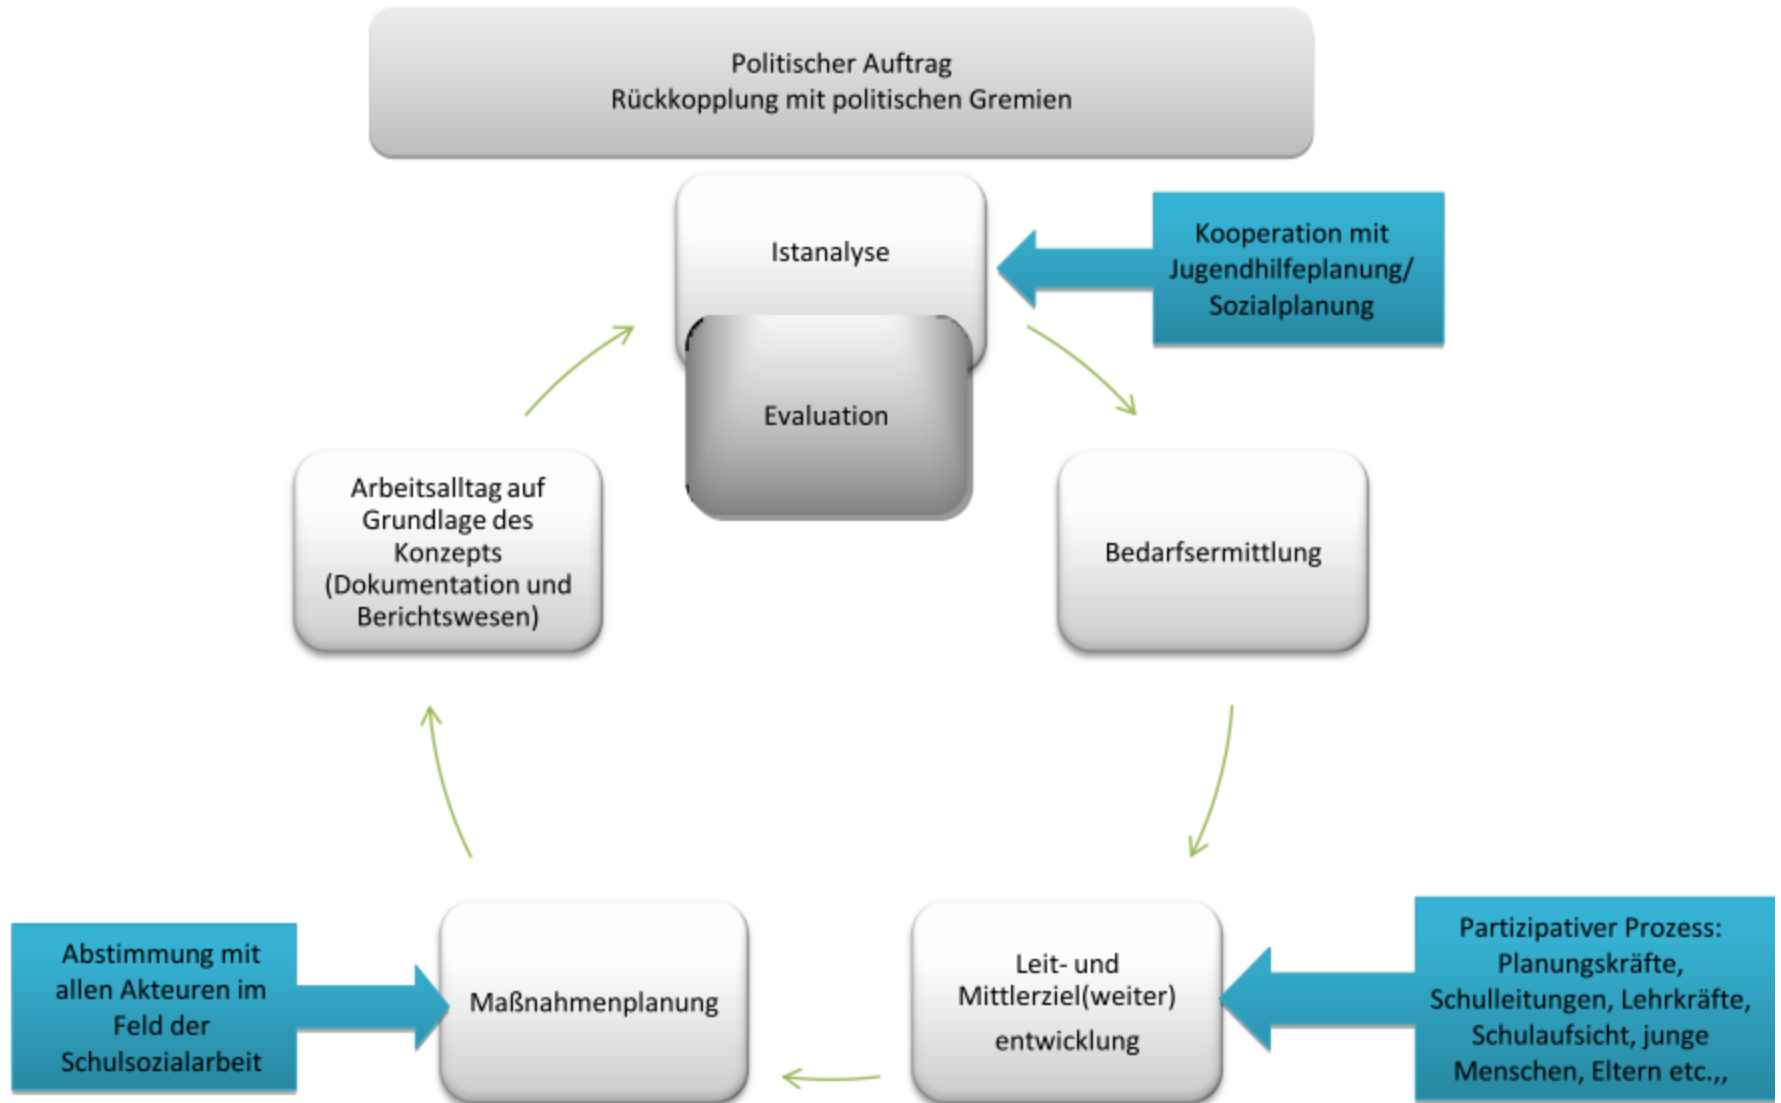 Politischer Auftrag
Rückkopplung mit politischen Gremien
Istanalyse
Kooperation mit
Jugendhilfeplanung/
Sozialplanung
Evaluation
Arbeitsalltag auf
Grundlage des
Konzepts
(Dokumentation und
Berichtswesen)
Bedarfsermittlung
Abstimmung mit
allen Akteuren im
Feld der
Schulsozialarbeit
Maßnahmenplanung
Leit- und
Mittlerziel(weiter)
entwicklung
Partizipativer Prozess:
Planungskräfte,
Schulleitungen, Lehrkräfte,
Schulaufsicht, junge
Menschen, Eltern etc.,,